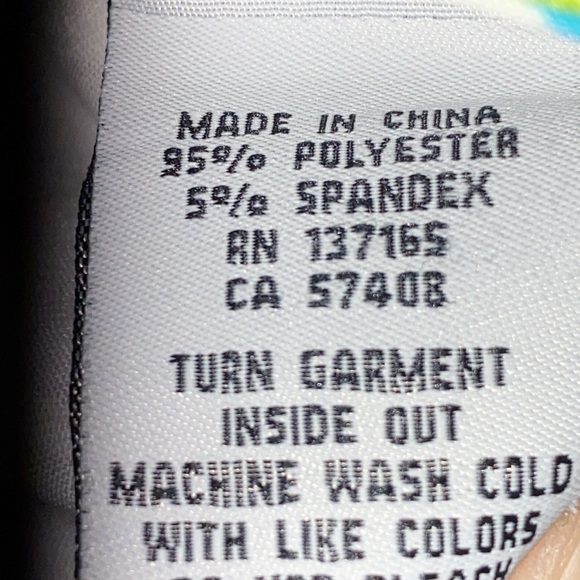 MADE IN CHINA
95% POLYESTER
5% SPANDEX
RN 137165
CA 57408
TURN GARMENT
INSIDE OUT
MACHINE WASH COLD
WITH LIKE COLORS
BLEACH